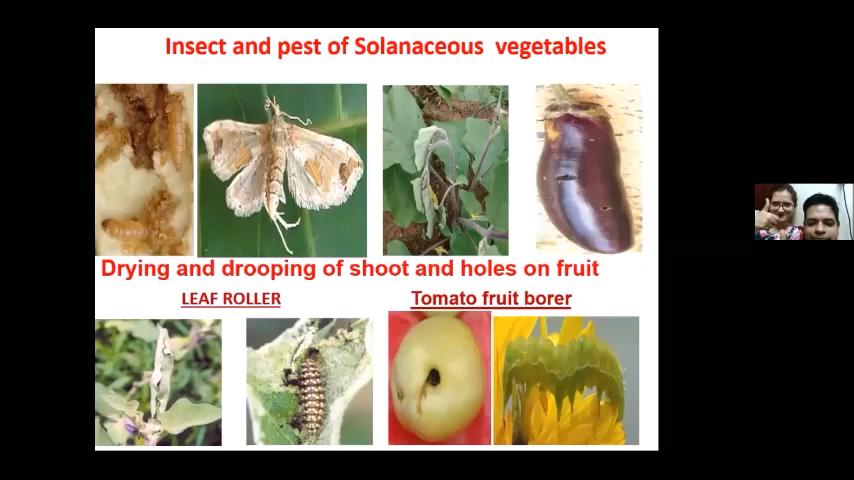 Insect and pest of Solanaceous vegetables
Drying and drooping of shoot and holes on fruit
LEAF ROLLER
Tomato fruit borer